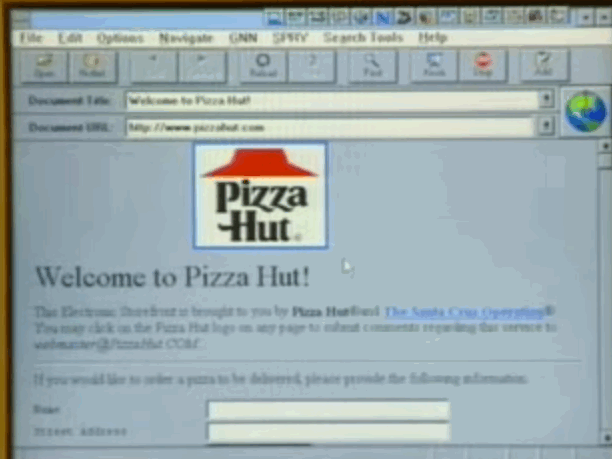 File Edit Options Navigate GNN SPRY Search Tools Help
Open Hotlist Reload ? Find Kiosk Stop Add
Document Title: Welcome to Pizza Hut!
Document URL: http://www.pizzahut.com
Pizza
Hut
Welcome to Pizza Hut!
This Electronic Storefront is brought to you by Pizza Hut® and The Santa Cruz Operation®
You may click on the Pizza Hut logo on any page to submit comments regarding this service to
webmaster@PizzaHut.COM.
If you would like to order a pizza to be delivered, please provide the following information.
Name
Street Address